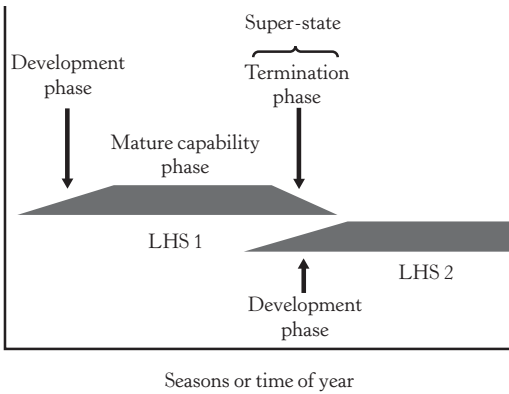 Super-state
Development
phase
Termination
phase
Mature capability
phase
LHS 1
LHS 2
Development
phase
Seasons or time of year